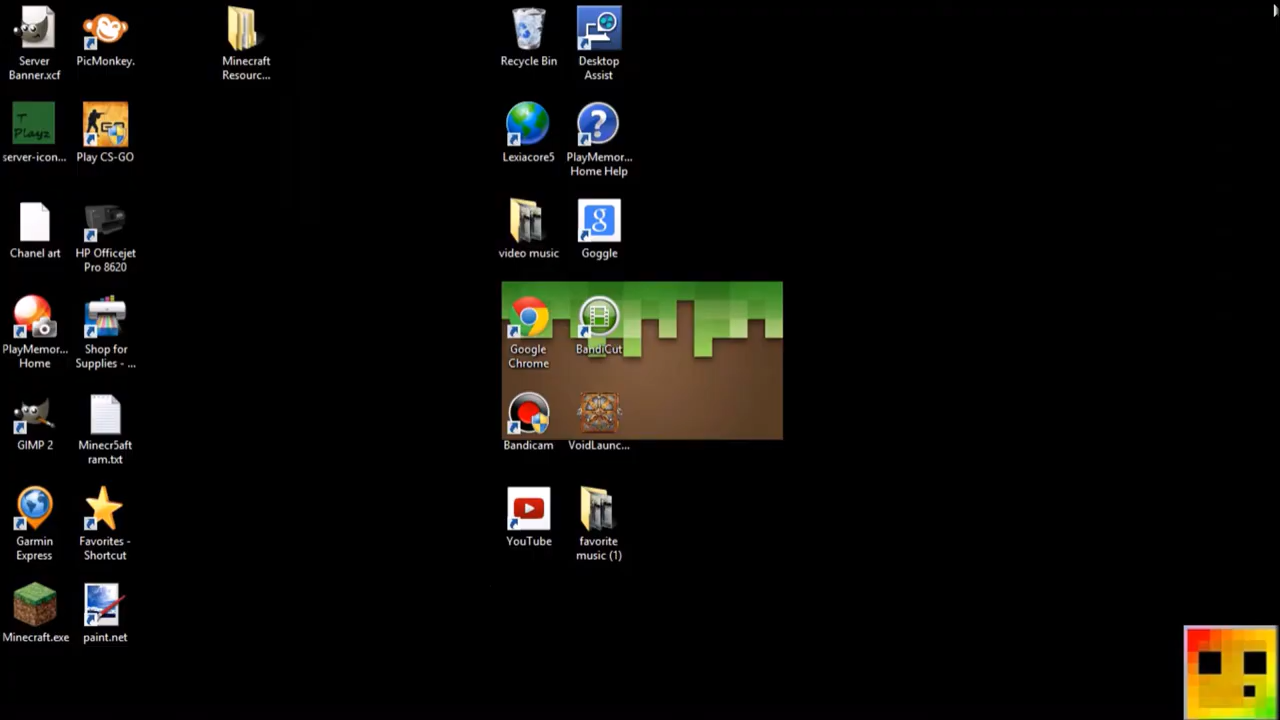 Server
Banner.xcf
PicMonkey.
Minecraft
Resourc...
Recycle Bin
Desktop
Assist
T
Playz
GO
server-icon...
Play CS-GO
Lexiacore5
?
PlayMemor...
Home Help
Chanel art
HP Officejet
Pro 8620
video music
g
Goggle
PlayMemor...
Home
Shop for
Supplies - ...
Google
Chrome
BandiCut
GIMP 2
Minecr5aft
ram.txt
Bandicam
VoidLaunc...
Garmin
Express
Favorites -
Shortcut
YouTube
favorite
music (1)
Minecraft.exe
paint.net